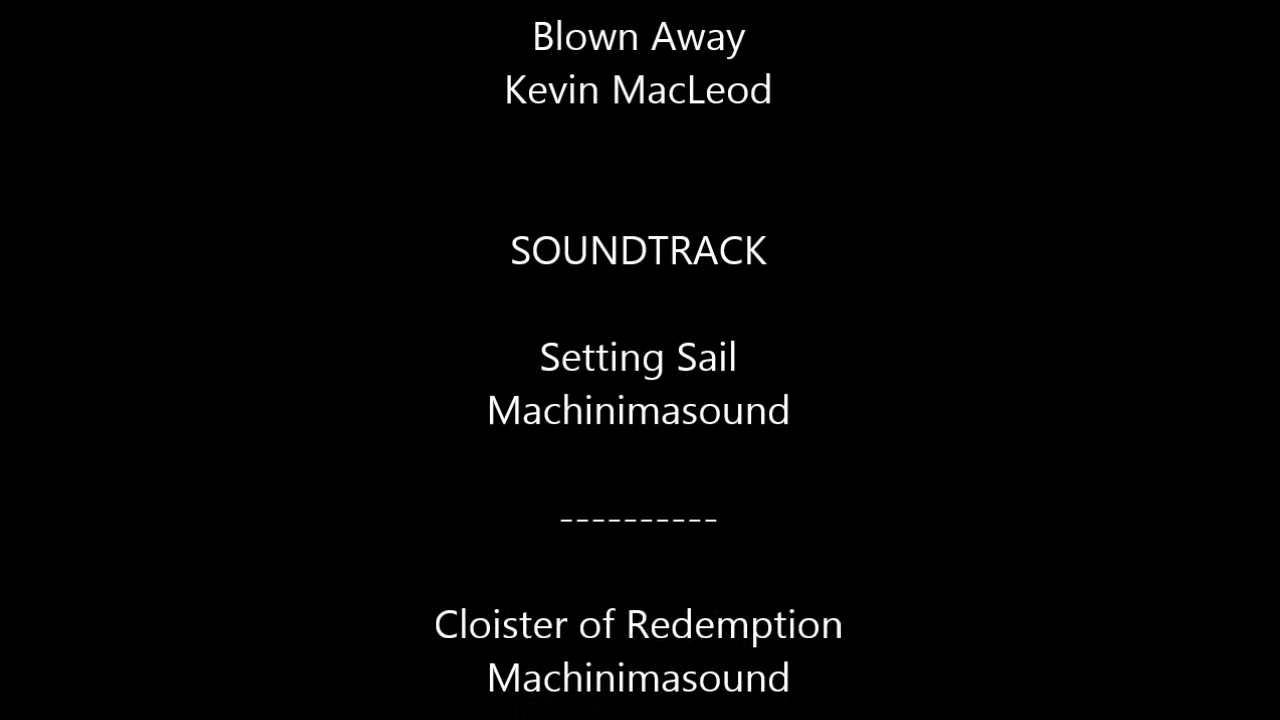 Blown Away
Kevin MacLeod
SOUNDTRACK
Setting Sail
Machinimasound
----------
Cloister of Redemption
Machinimasound